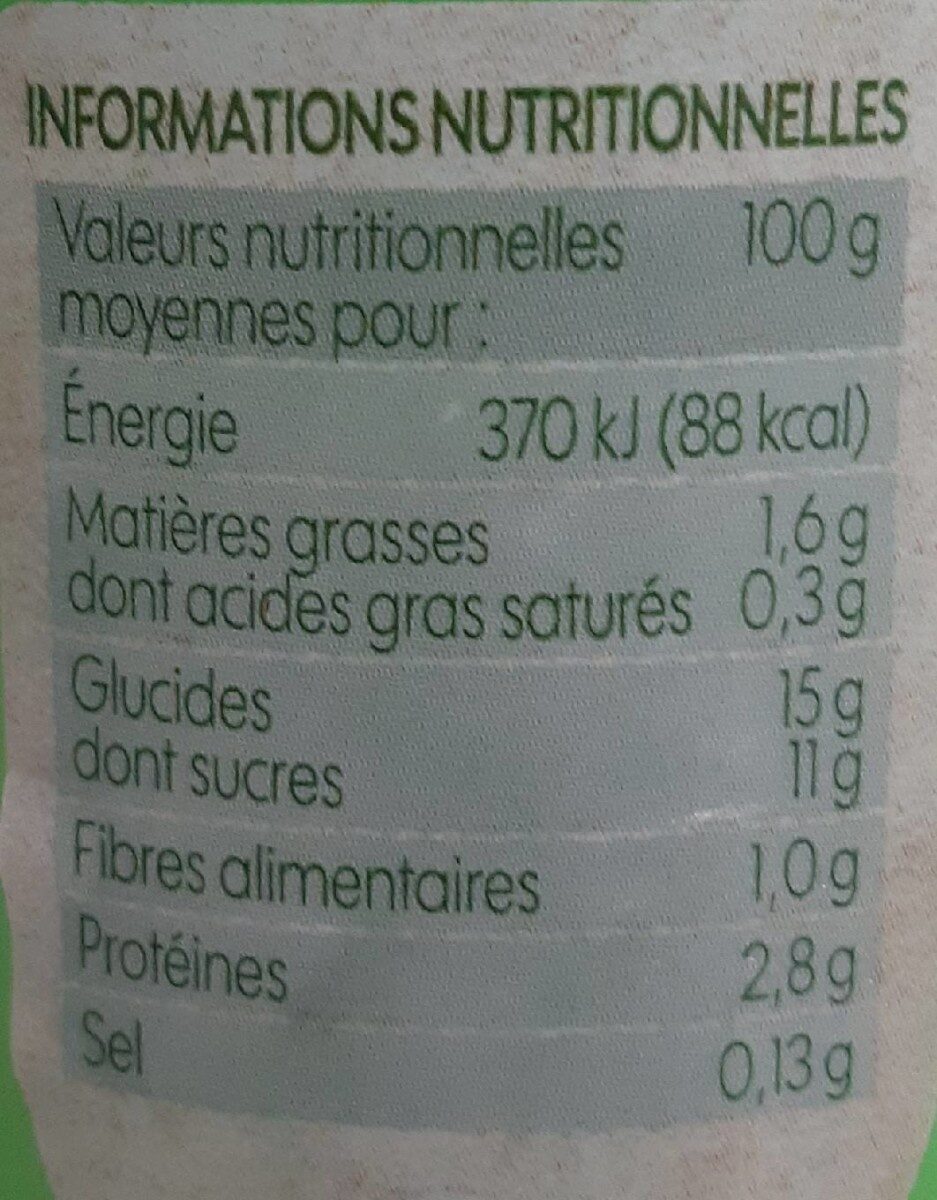 INFORMATIONS NUTRITIONNELLES
Valeurs nutritionnelles 100 g
moyennes pour :
Énergie 370 kJ (88 kcal)
Matières grasses 1,6 g
dont acides gras saturés 0,3 g
Glucides 15 g
dont sucres 11 g
Fibres alimentaires 1,0 g
Protéines 2,8 g
Sel 0,13 g